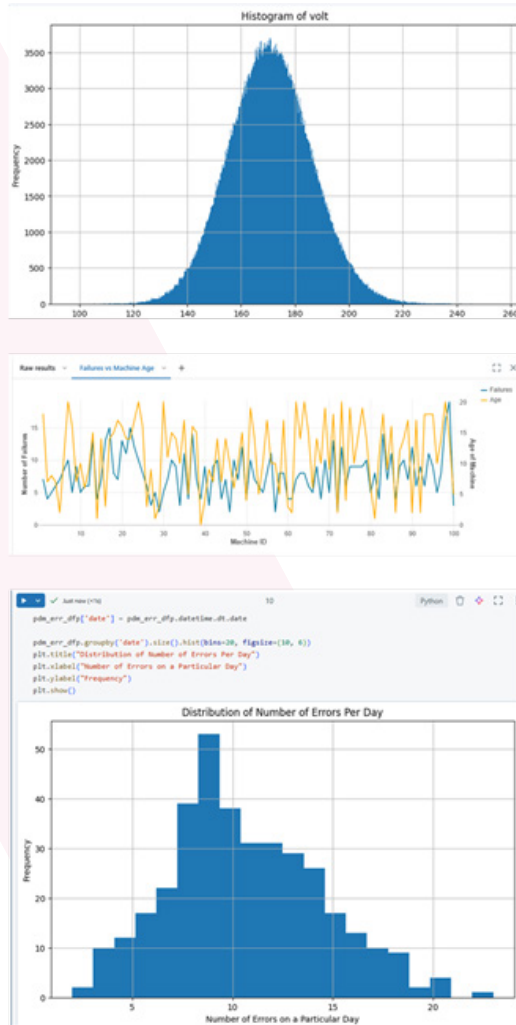 Histogram of volt
3500
3000
2500
2000
1500
1000
500
0
Frequency
100 120 140 160 180 200 220 240 260
Raw results Failures vs Machine Age +
Failures
Age
15
10
5
0
Number of Failures
20
15
10
5
0
Age of Machine
10 20 30 40 50 60 70 80 90 100
Machine ID
Just now (<1s) 10 Python
pdm_err_dfp['date'] = pdm_err_dfp.datetime.dt.date
pdm_err_dfp.groupby('date').size().hist(bins=20, figsize=(10, 6))
plt.title("Distribution of Number of Errors Per Day")
plt.xlabel("Number of Errors on a Particular Day")
plt.ylabel("Frequency")
plt.show()
Distribution of Number of Errors Per Day
50
40
30
20
10
0
Frequency
5 10 15 20
Number of Errors on a Particular Day